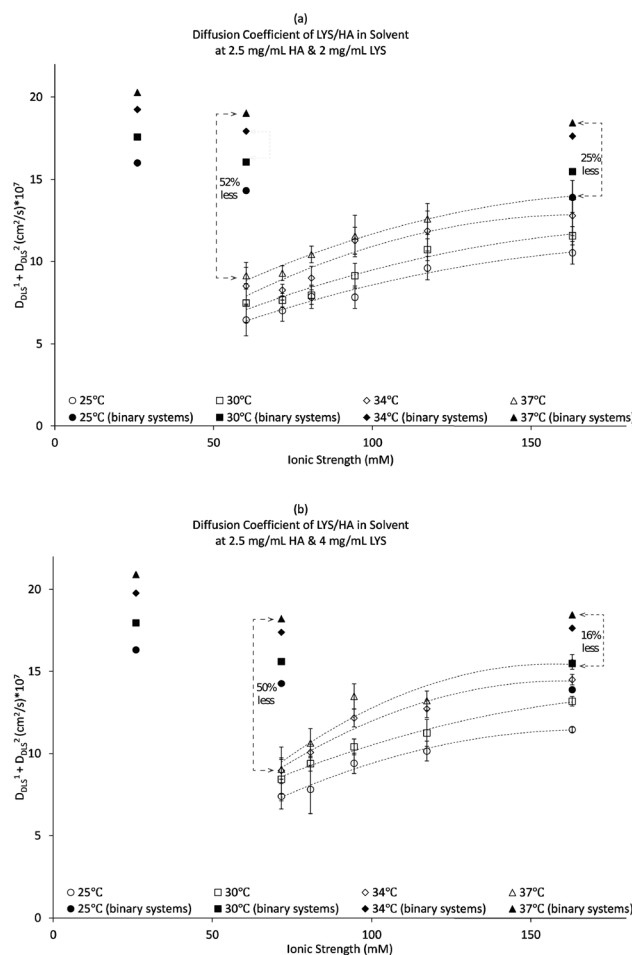 (a)
Diffusion Coefficient of LYS/HA in Solvent
at 2.5 mg/mL HA & 2 mg/mL LYS
20
15
10
5
0
D_DLS^1 + D_DLS^2 (cm^2/s)*10^7
52%
less
25%
less
○ 25°C □ 30°C ◇ 34°C △ 37°C
● 25°C (binary systems) ■ 30°C (binary systems) ◆ 34°C (binary systems) ▲ 37°C (binary systems)
0 50 100 150
Ionic Strength (mM)
(b)
Diffusion Coefficient of LYS/HA in Solvent
at 2.5 mg/mL HA & 4 mg/mL LYS
20
15
10
5
0
D_DLS^1 + D_DLS^2 (cm^2/s)*10^7
50%
less
16%
less
○ 25°C □ 30°C ◇ 34°C △ 37°C
● 25°C (binary systems) ■ 30°C (binary systems) ◆ 34°C (binary systems) ▲ 37°C (binary systems)
0 50 100 150
Ionic Strength (mM)